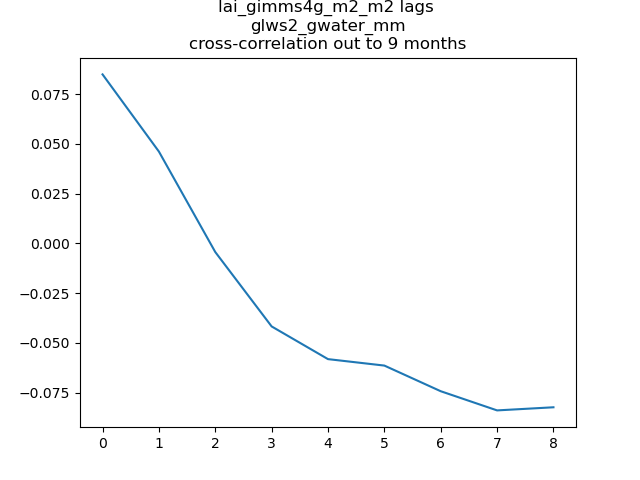 lai_gimms4g_m2_m2 lags
glws2_gwater_mm
cross-correlation out to 9 months
0.075
0.050
0.025
0.000
−0.025
−0.050
−0.075
0 1 2 3 4 5 6 7 8